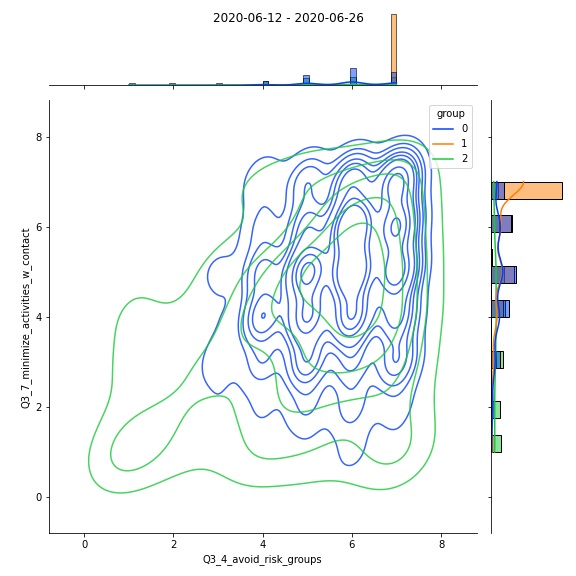 2020-06-12 - 2020-06-26
group
0
1
2
8
6
4
2
0
Q3_7_minimize_activities_w_contact
0 2 4 6 8
Q3_4_avoid_risk_groups